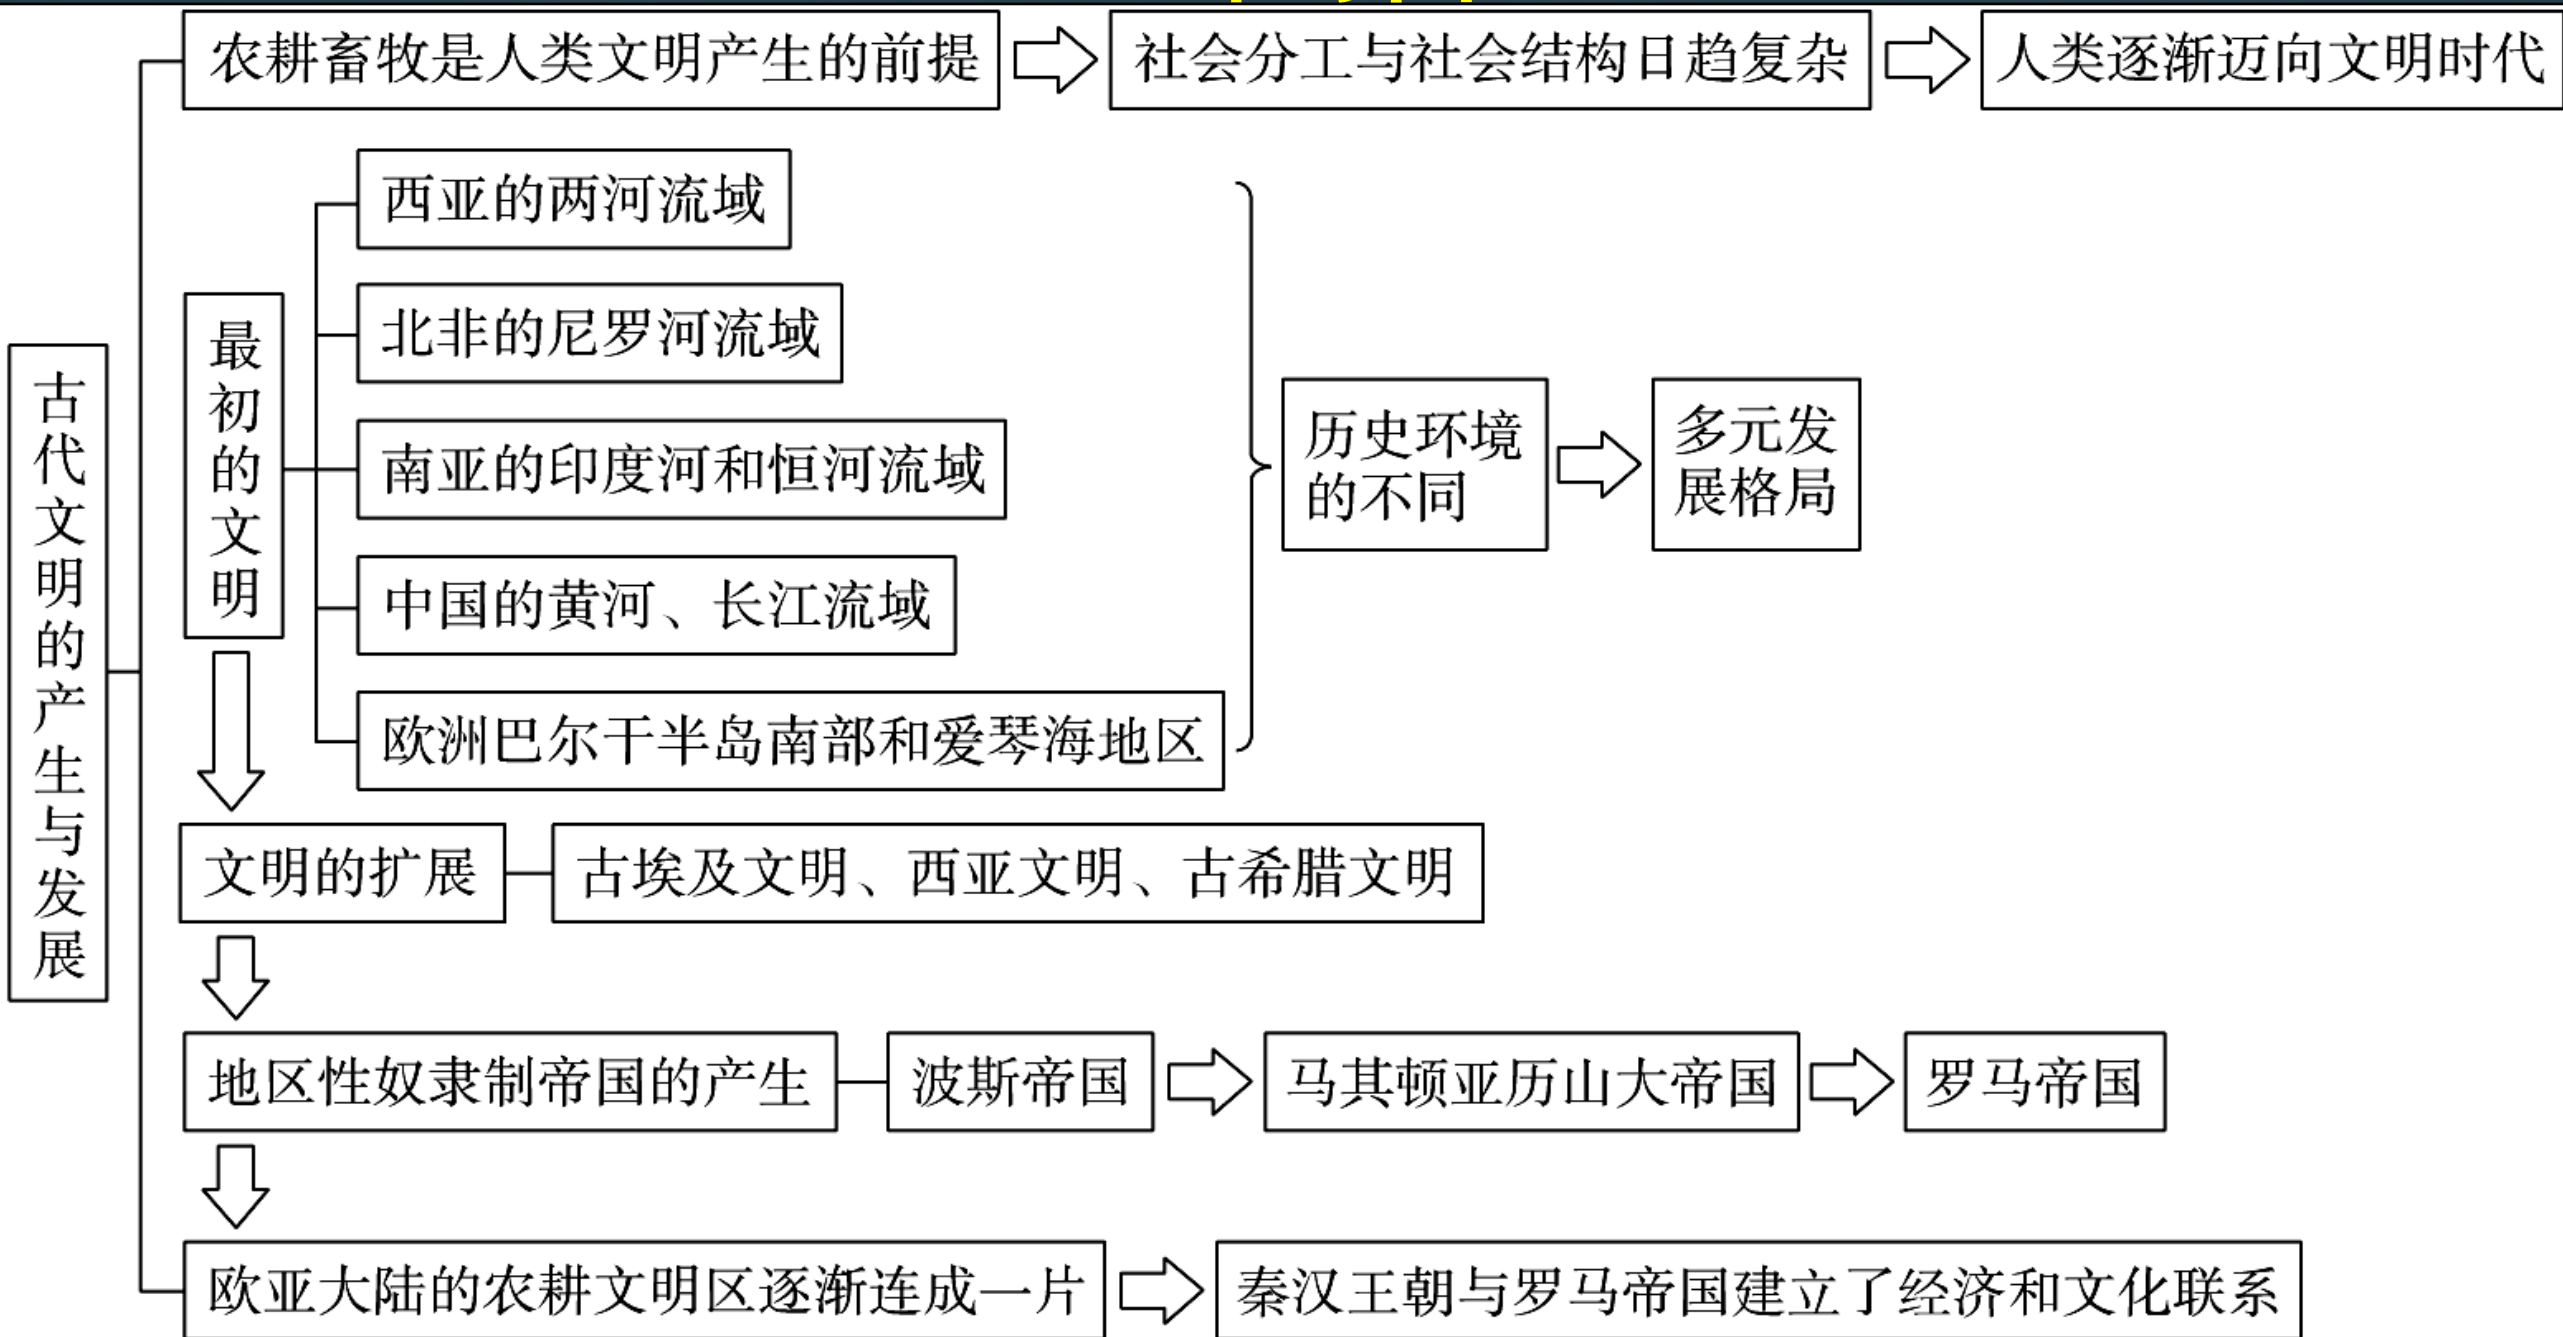 农耕畜牧是人类文明产生的前提
社会分工与社会结构日趋复杂
人类逐渐迈向文明时代
古代文明的产生与发展
最初的文明
西亚的两河流域
北非的尼罗河流域
南亚的印度河和恒河流域
中国的黄河、长江流域
欧洲巴尔干半岛南部和爱琴海地区
历史环境
的不同
多元发
展格局
文明的扩展
古埃及文明、西亚文明、古希腊文明
地区性奴隶制帝国的产生
波斯帝国
马其顿亚历山大帝国
罗马帝国
欧亚大陆的农耕文明区逐渐连成一片
秦汉王朝与罗马帝国建立了经济和文化联系